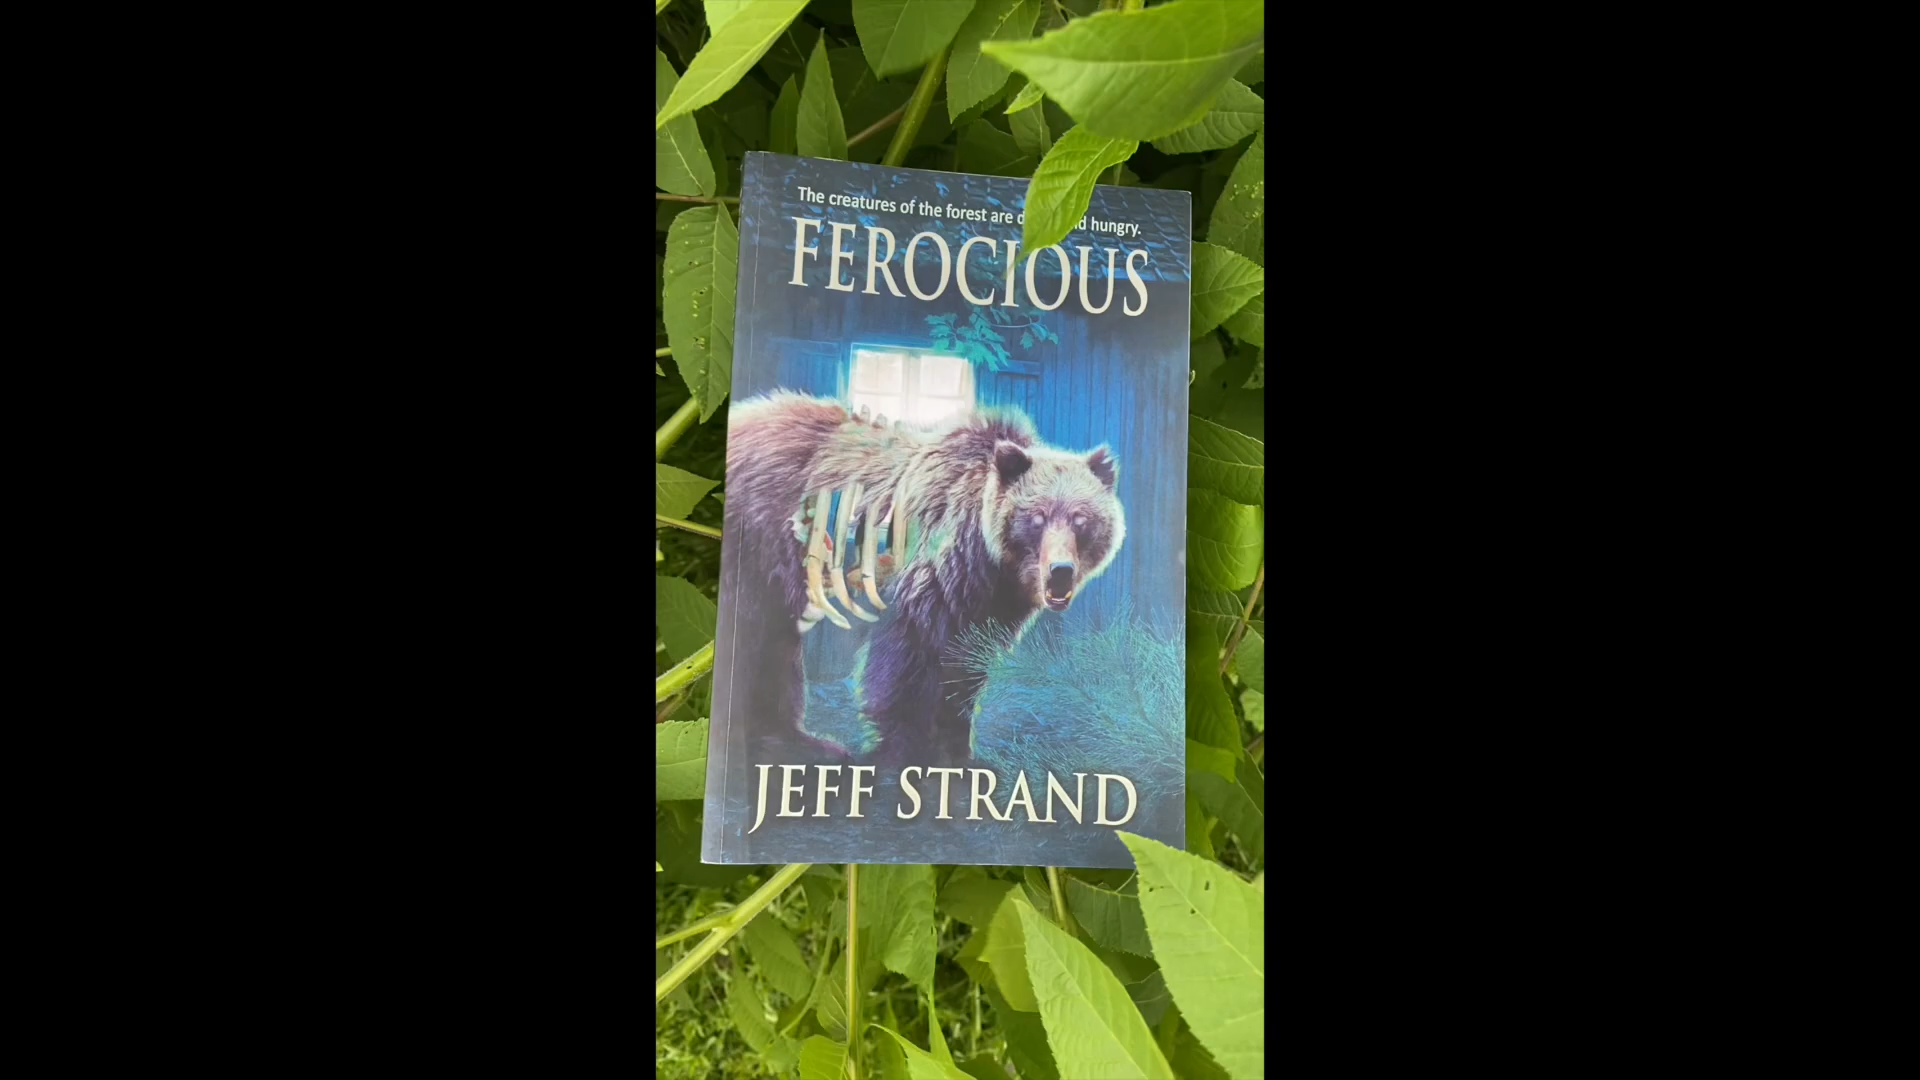 The creatures of the forest are hungry.
FEROCIOUS
JEFF STRAND